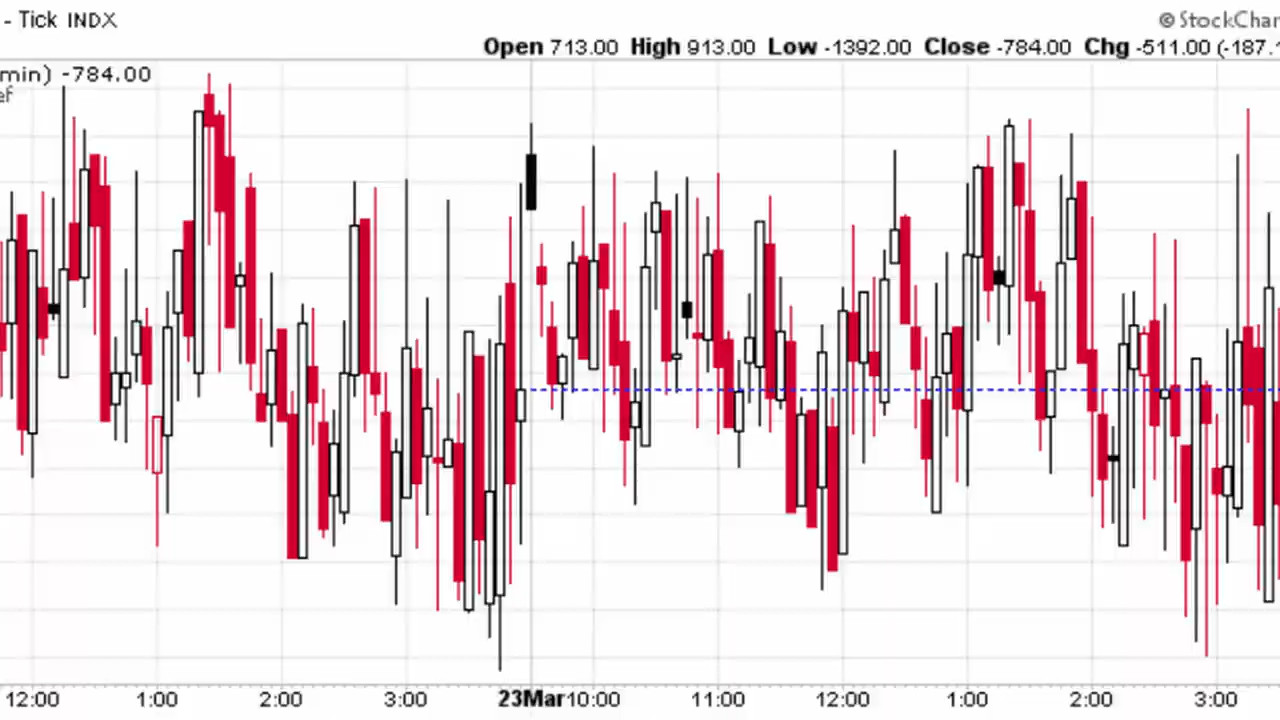 - Tick INDX
© StockChar
Open 713.00 High 913.00 Low -1392.00 Close -784.00 Chg -511.00 (-187.1
min) -784.00
ef
12:00 1:00 2:00 3:00 23Mar 10:00 11:00 12:00 1:00 2:00 3:00